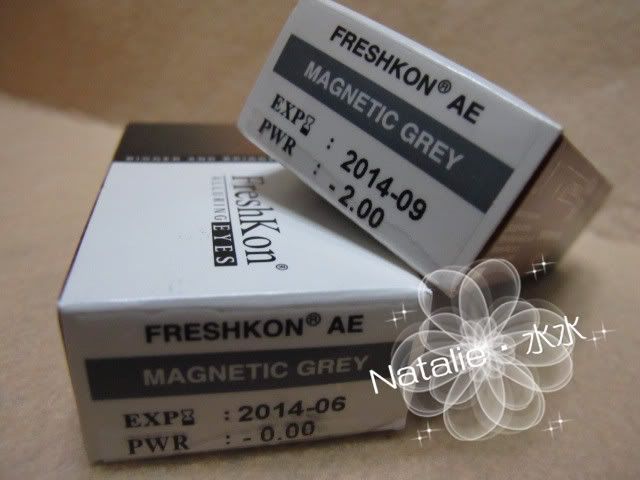 FRESHKON® AE
MAGNETIC GREY
EXP : 2014-09
PWR : - 2.00
FreshKon®
ALLURING EYES
FRESHKON® AE
MAGNETIC GREY
EXP : 2014-06
PWR : - 0.00
Natalie : 水水